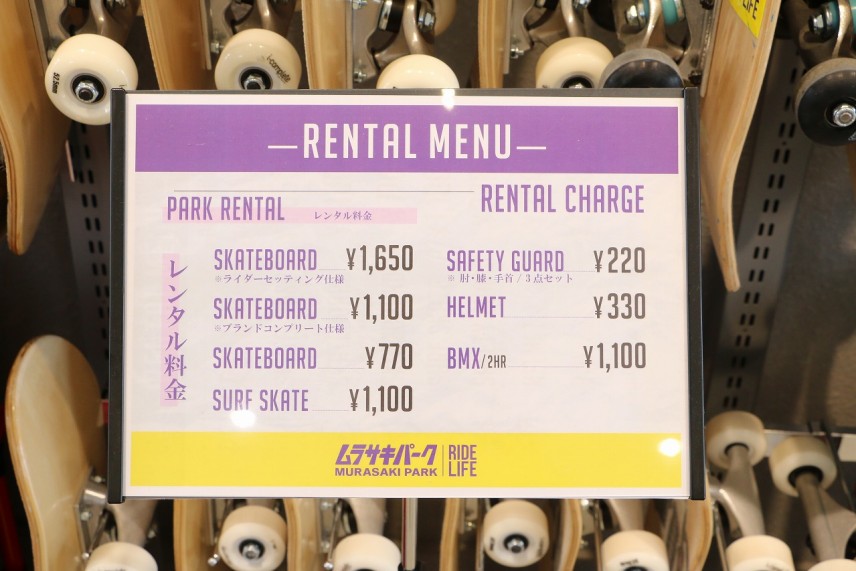 RENTAL MENU
RENTAL CHARGE
PARK RENTAL レンタル料金
レンタル料金
SKATEBOARD ¥1,650
※ライダーセッティング仕様
SKATEBOARD ¥1,100
※ブランドコンプリート仕様
SKATEBOARD ¥770
SURF SKATE ¥1,100
SAFETY GUARD ¥220
※ 肘・膝・手首 / 3点セット
HELMET ¥330
BMX/2HR ¥1,100
ムラサキパーク
MURASAKI PARK
RIDE
LIFE
LIFE